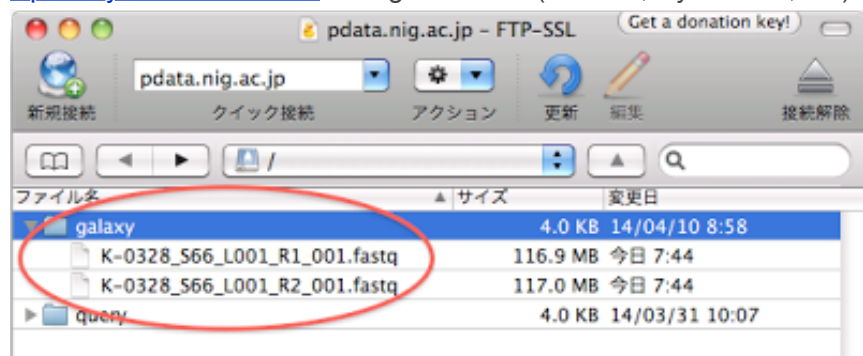 pdata.nig.ac.jp – FTP-SSL
Get a donation key!
pdata.nig.ac.jp
新規接続
クイック接続
アクション
更新
編集
接続解除
/
ファイル名 サイズ 変更日
galaxy 4.0 KB 14/04/10 8:58
K-0328_S66_L001_R1_001.fastq 116.9 MB 今日 7:44
K-0328_S66_L001_R2_001.fastq 117.0 MB 今日 7:44
query 4.0 KB 14/03/31 10:07